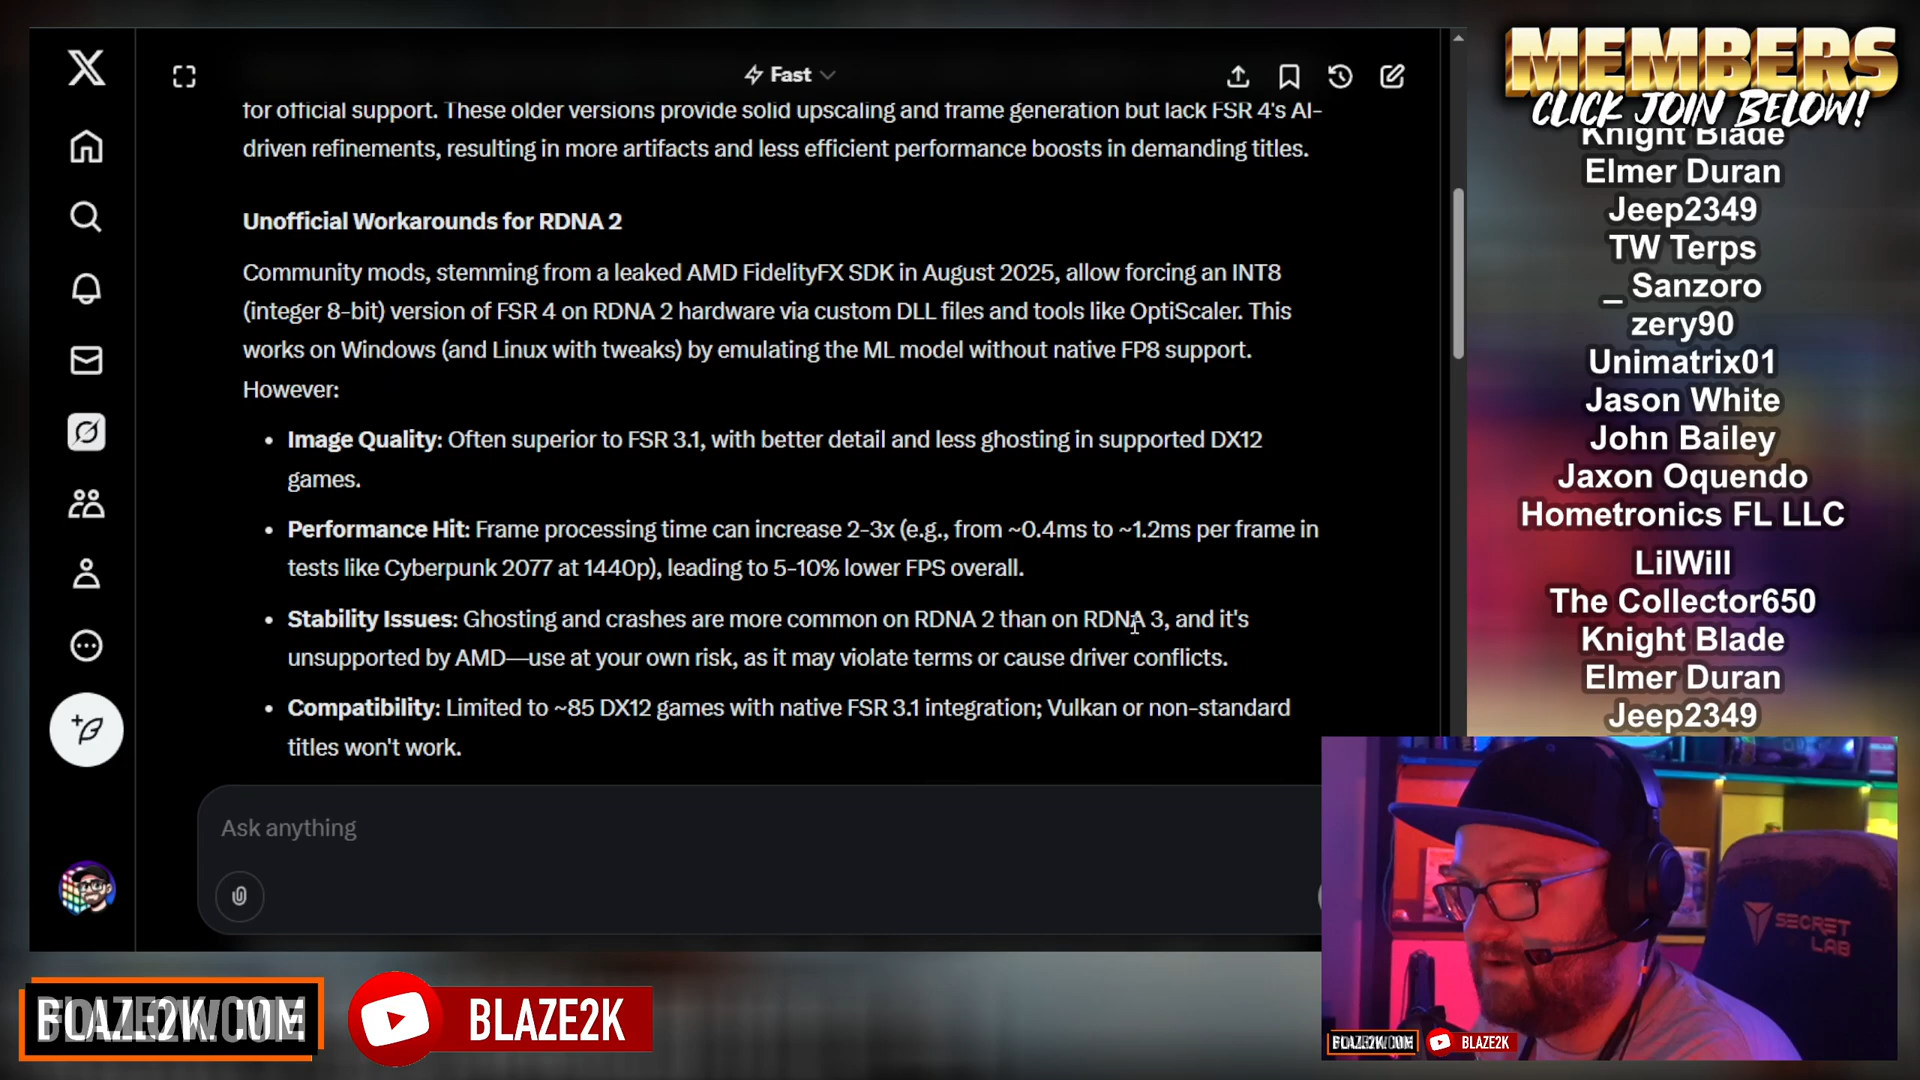 Fast
for official support. These older versions provide solid upscaling and frame generation but lack FSR 4's AI-
driven refinements, resulting in more artifacts and less efficient performance boosts in demanding titles.
Unofficial Workarounds for RDNA 2
Community mods, stemming from a leaked AMD FidelityFX SDK in August 2025, allow forcing an INT8
(integer 8-bit) version of FSR 4 on RDNA 2 hardware via custom DLL files and tools like OptiScaler. This
works on Windows (and Linux with tweaks) by emulating the ML model without native FP8 support.
However:
• Image Quality: Often superior to FSR 3.1, with better detail and less ghosting in supported DX12
games.
• Performance Hit: Frame processing time can increase 2-3x (e.g., from ~0.4ms to ~1.2ms per frame in
tests like Cyberpunk 2077 at 1440p), leading to 5-10% lower FPS overall.
• Stability Issues: Ghosting and crashes are more common on RDNA 2 than on RDNA 3, and it's
unsupported by AMD—use at your own risk, as it may violate terms or cause driver conflicts.
• Compatibility: Limited to ~85 DX12 games with native FSR 3.1 integration; Vulkan or non-standard
titles won't work.
Ask anything
MEMBERS
CLICK JOIN BELOW!
Knight Blade
Elmer Duran
Jeep2349
TW Terps
_ Sanzoro
zery90
Unimatrix01
Jason White
John Bailey
Jaxon Oquendo
Hometronics FL LLC
LilWill
The Collector650
Knight Blade
Elmer Duran
Jeep2349
SECRET
LAB
BLAZE2K
BLAZE2K